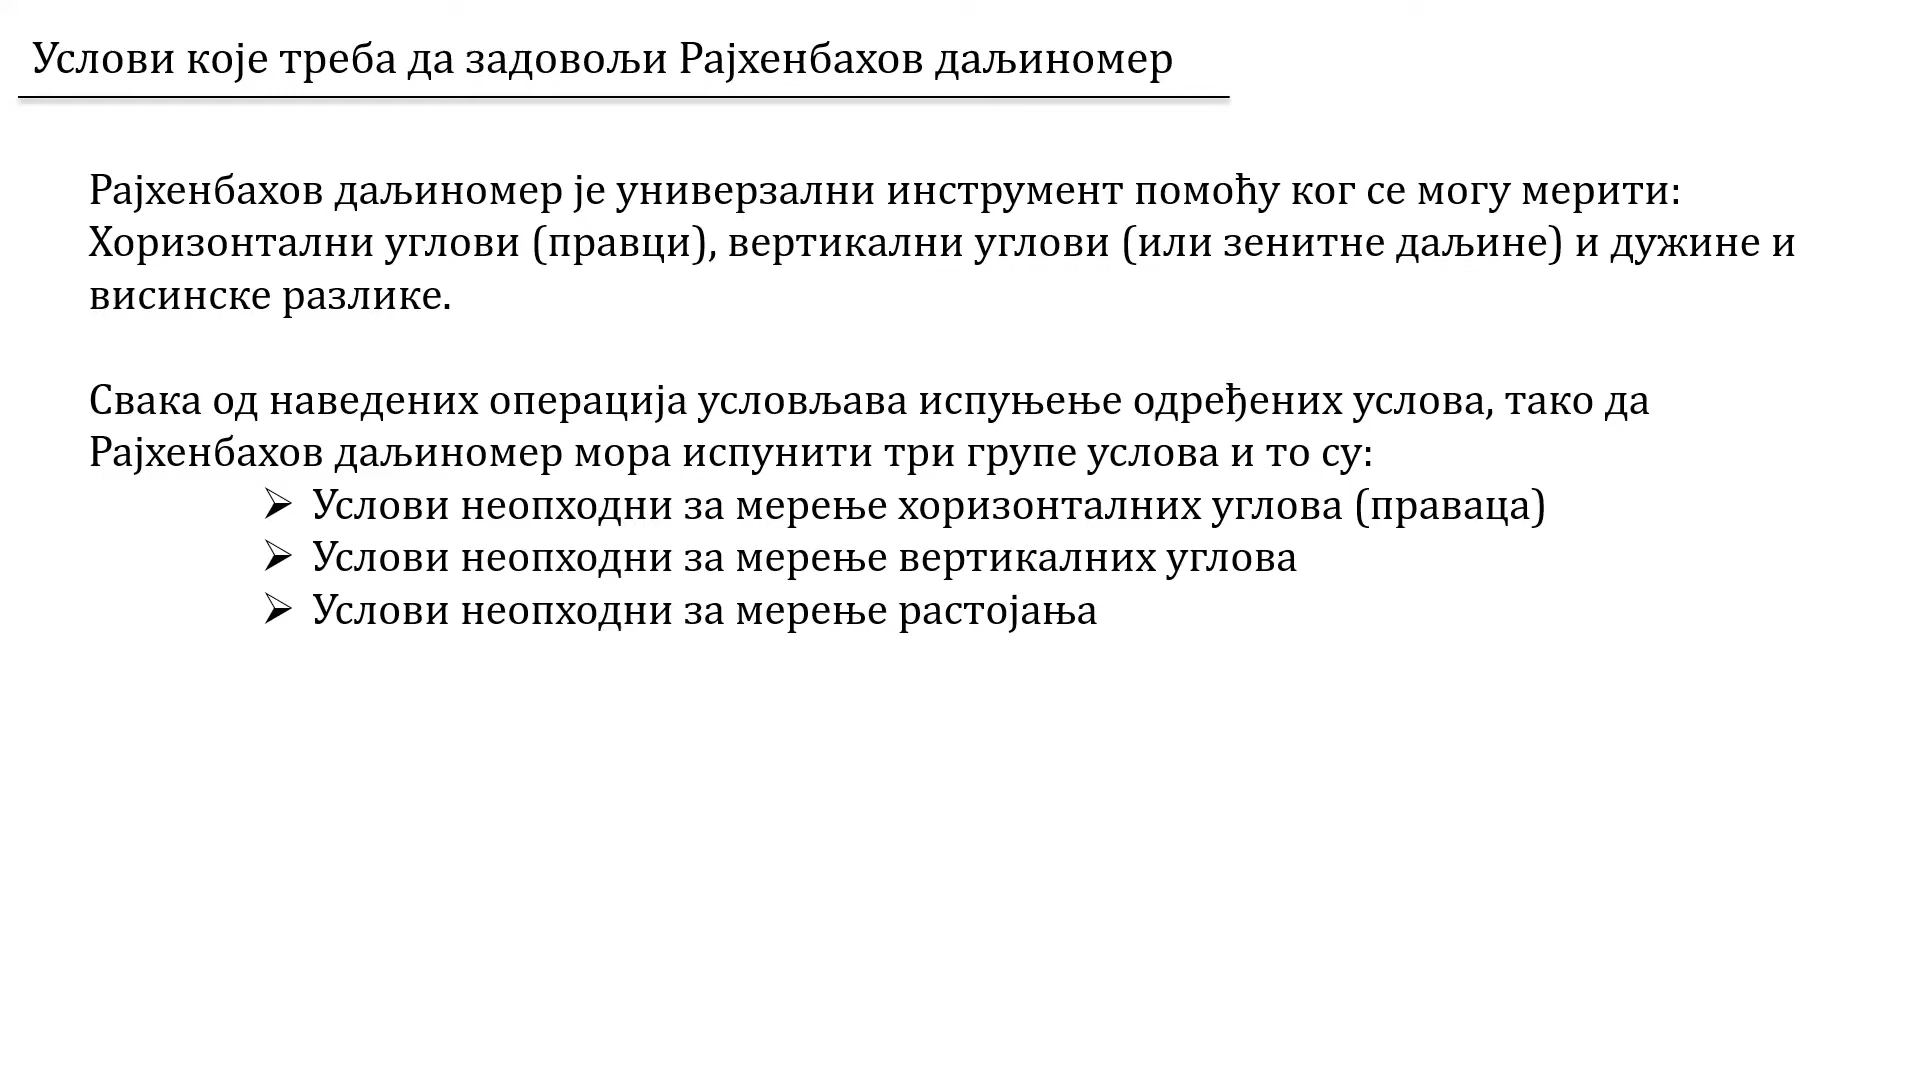 Услови које треба да задовољи Рајхенбахов даљиномер
Рајхенбахов даљиномер је универзални инструмент помоћу ког се могу мерити:
Хоризонтални углови (правци), вертикални углови (или зенитне даљине) и дужине и
висинске разлике.
Свака од наведених операција условљава испуњење одређених услова, тако да
Рајхенбахов даљиномер мора испунити три групе услова и то су:
➢ Услови неопходни за мерење хоризонталних углова (праваца)
➢ Услови неопходни за мерење вертикалних углова
➢ Услови неопходни за мерење растојања